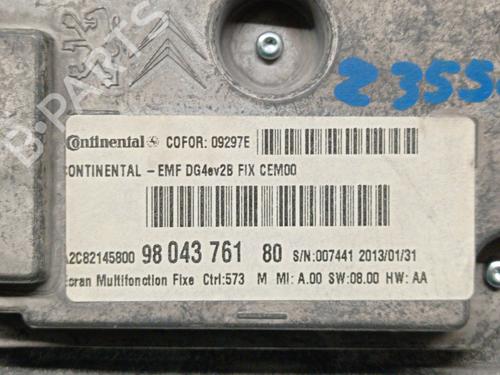 B-PARTS
23558
Continental COFOR: 09297E
CONTINENTAL - EMF DG4ev2B FIX CEM00
A2C82145800 98 043 761 80 S/N:007441 2013/01/31
Ecran Multifonction Fixe Ctrl:573 M MI: A.00 SW:08.00 HW: AA